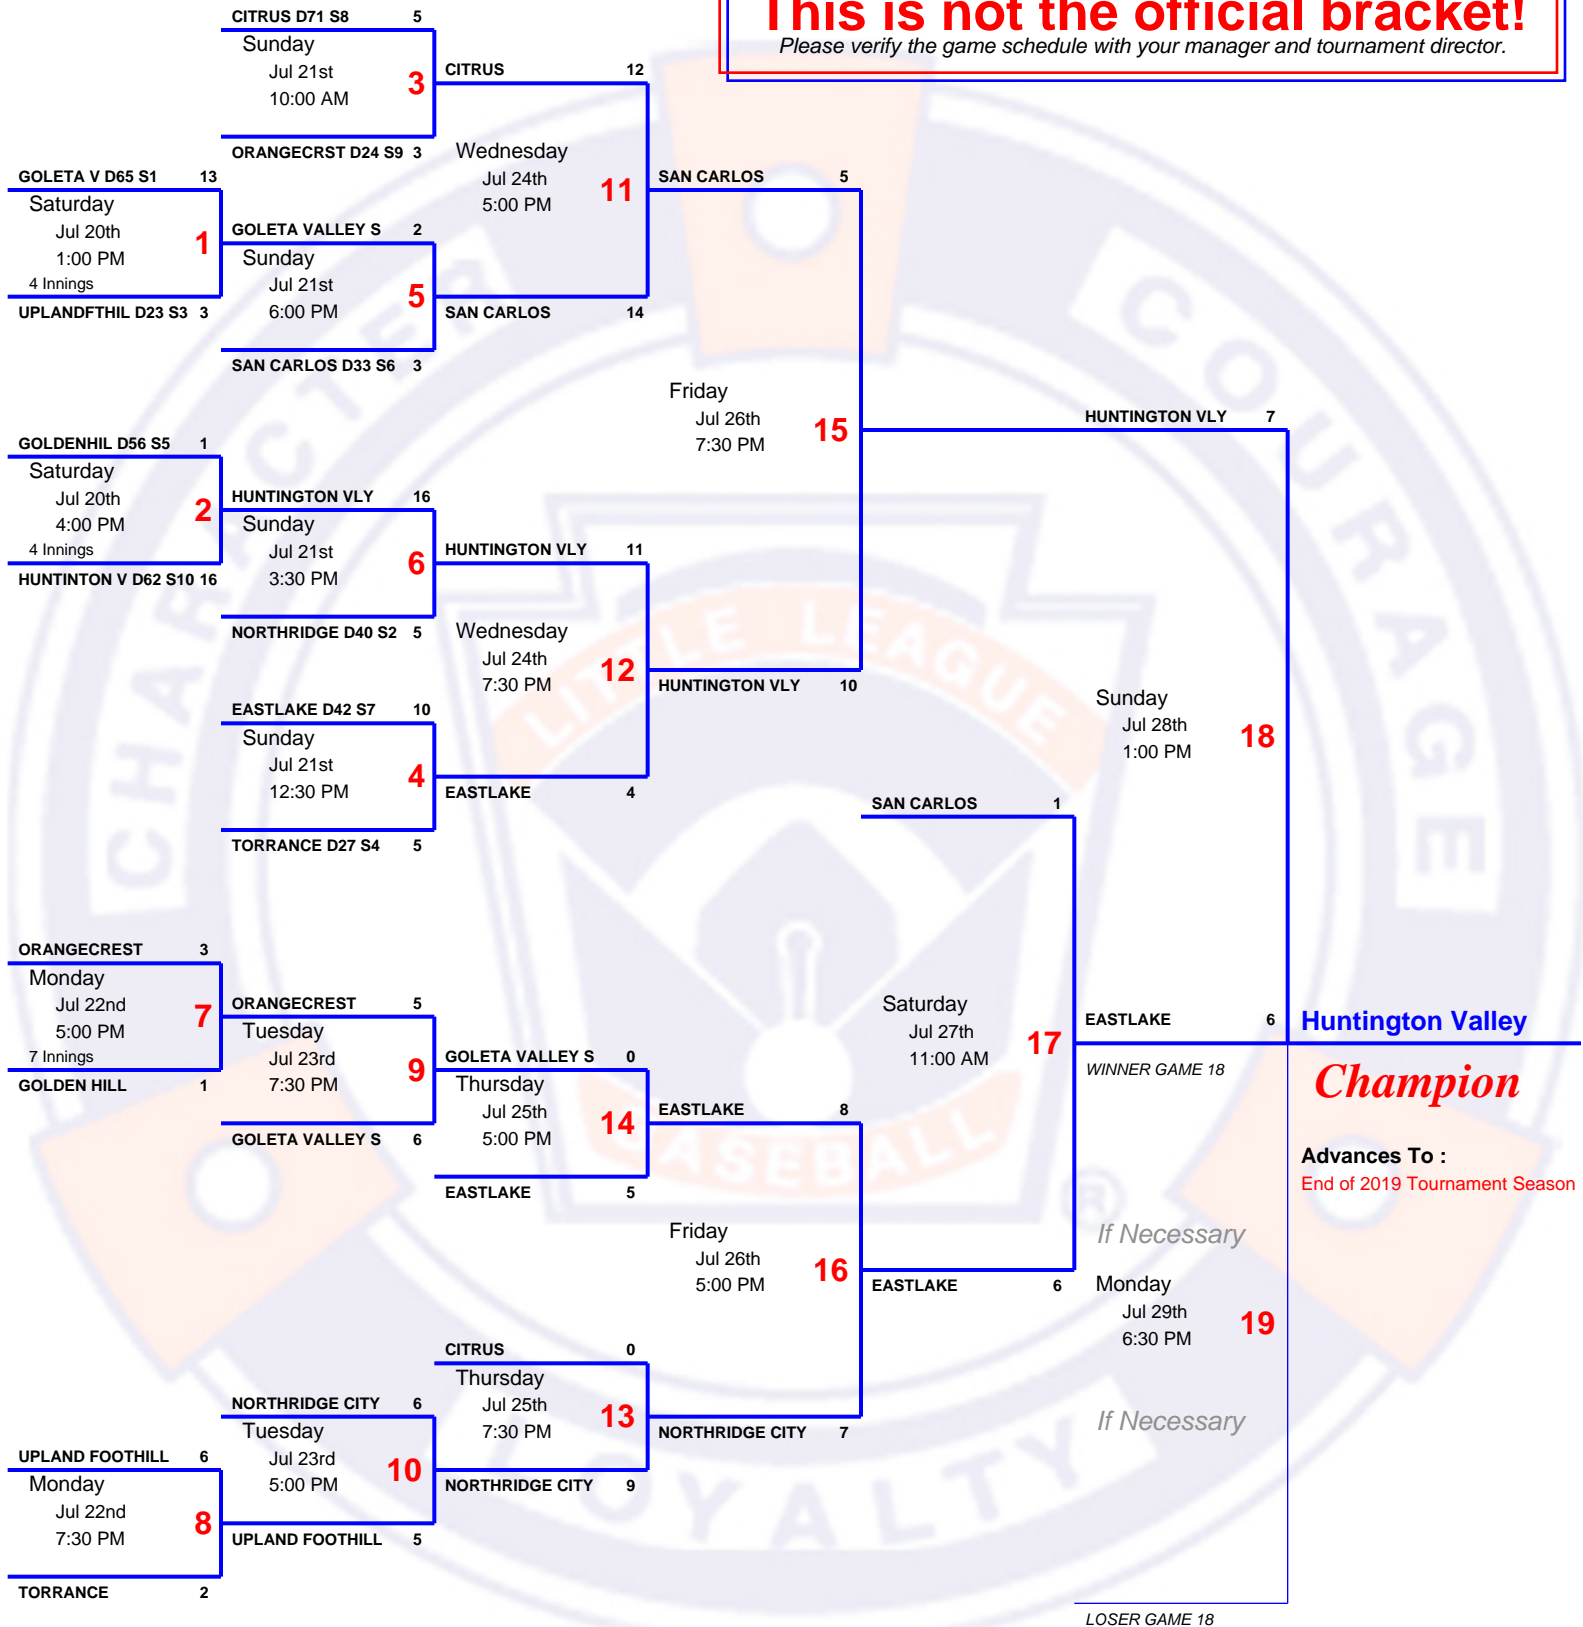 This is not the official bracket!
Please verify the game schedule with your manager and tournament director.
CITRUS D71 S8 5
Sunday
Jul 21st
10:00 AM
3
ORANGECRST D24 S9 3
CITRUS 12
Wednesday
Jul 24th
5:00 PM
11
GOLETA V D65 S1 13
Saturday
Jul 20th
1:00 PM
4 Innings
1
UPLANDFTHIL D23 S3 3
GOLETA VALLEY S 2
Sunday
Jul 21st
6:00 PM
5
SAN CARLOS D33 S6 3
SAN CARLOS 14
SAN CARLOS 5
Friday
Jul 26th
7:30 PM
15
GOLDENHIL D56 S5 1
Saturday
Jul 20th
4:00 PM
4 Innings
2
HUNTINTON V D62 S10 16
HUNTINGTON VLY 16
Sunday
Jul 21st
3:30 PM
6
NORTHRIDGE D40 S2 5
HUNTINGTON VLY 11
Wednesday
Jul 24th
7:30 PM
12
EASTLAKE D42 S7 10
Sunday
Jul 21st
12:30 PM
4
TORRANCE D27 S4 5
EASTLAKE 4
HUNTINGTON VLY 10
HUNTINGTON VLY 7
Sunday
Jul 28th
1:00 PM
18
SAN CARLOS 1
Saturday
Jul 27th
11:00 AM
17
ORANGECREST 3
Monday
Jul 22nd
5:00 PM
7 Innings
7
GOLDEN HILL 1
ORANGECREST 5
Tuesday
Jul 23rd
7:30 PM
9
GOLETA VALLEY S 6
GOLETA VALLEY S 0
Thursday
Jul 25th
5:00 PM
14
EASTLAKE 5
EASTLAKE 8
Friday
Jul 26th
5:00 PM
16
EASTLAKE 6
EASTLAKE 6
WINNER GAME 18
Huntington Valley
Champion
Advances To :
End of 2019 Tournament Season
If Necessary
Monday
Jul 29th
6:30 PM
19
If Necessary
CITRUS 0
Thursday
Jul 25th
7:30 PM
13
NORTHRIDGE CITY 7
NORTHRIDGE CITY 6
Tuesday
Jul 23rd
5:00 PM
10
NORTHRIDGE CITY 9
UPLAND FOOTHILL 6
Monday
Jul 22nd
7:30 PM
8
UPLAND FOOTHILL 5
TORRANCE 2
LOSER GAME 18
CHARACTER
COURAGE
LOYALTY
LITTLE LEAGUE
BASEBALL
®